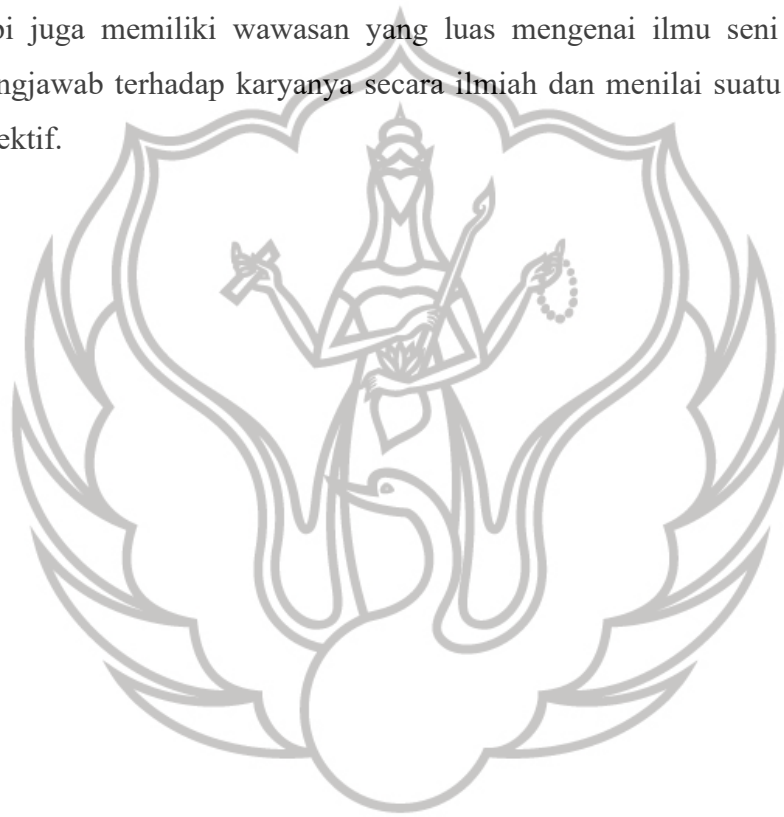 pi juga memiliki wawasan yang luas mengenai ilmu seni
ngjawab terhadap karyanya secara ilmiah dan menilai suatu
ektif.